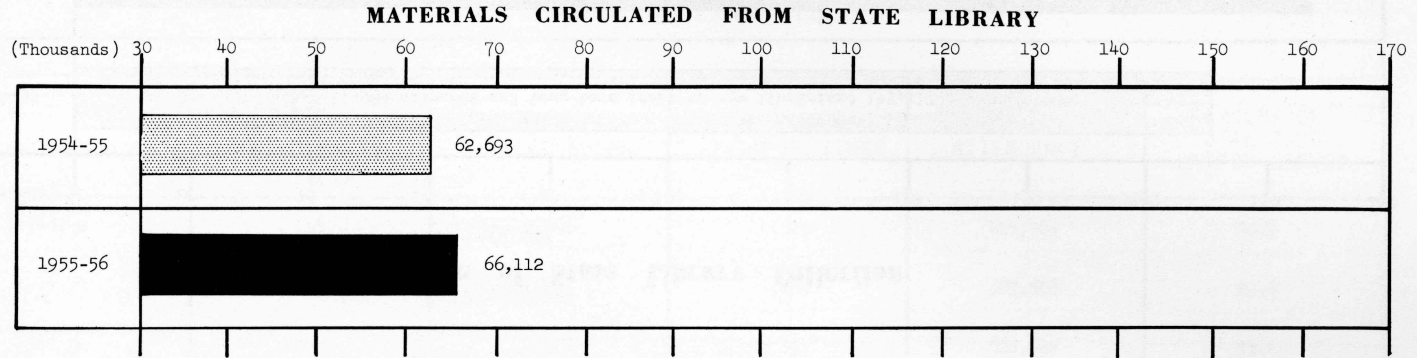 MATERIALS CIRCULATED FROM STATE LIBRARY
(Thousands) 30 40 50 60 70 80 90 100 110 120 130 140 150 160 170
1954-55 62,693
1955-56 66,112